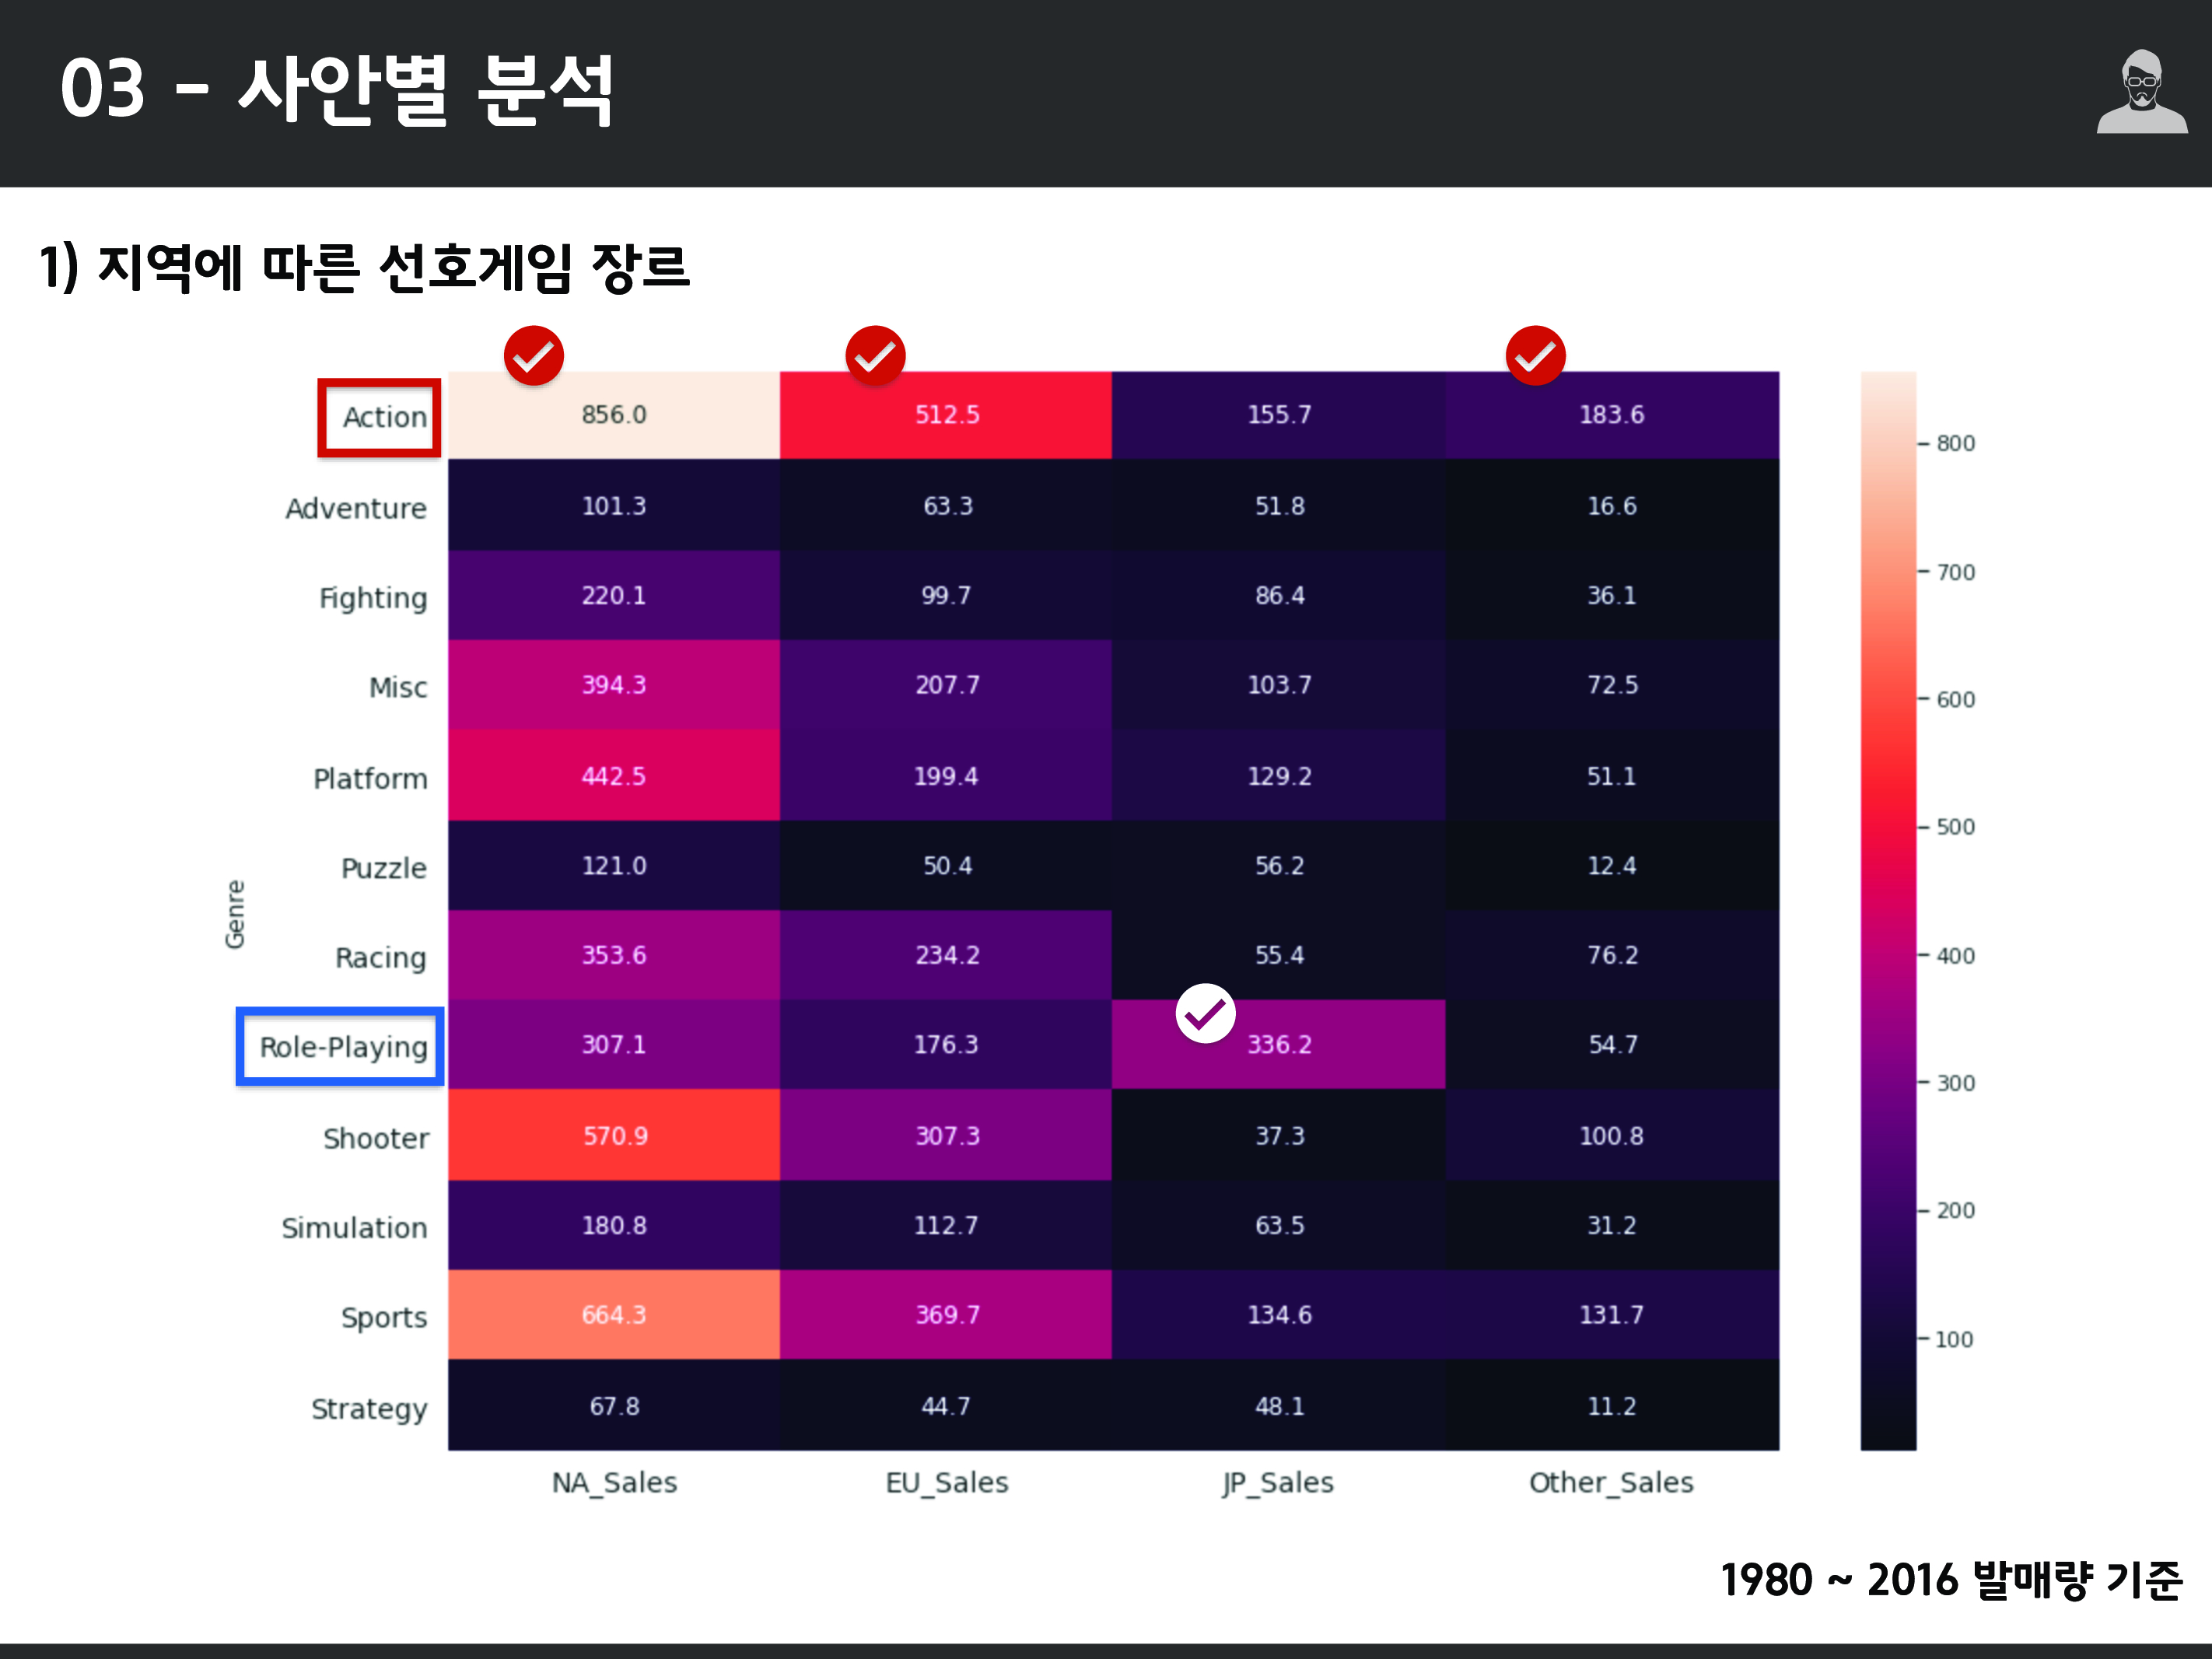 03 - 사안별 분석
1) 지역에 따른 선호게임 장르
Action 856.0 512.5 155.7 183.6
Adventure 101.3 63.3 51.8 16.6
Fighting 220.1 99.7 86.4 36.1
Misc 394.3 207.7 103.7 72.5
Platform 442.5 199.4 129.2 51.1
Puzzle 121.0 50.4 56.2 12.4
Racing 353.6 234.2 55.4 76.2
Role-Playing 307.1 176.3 336.2 54.7
Shooter 570.9 307.3 37.3 100.8
Simulation 180.8 112.7 63.5 31.2
Sports 664.3 369.7 134.6 131.7
Strategy 67.8 44.7 48.1 11.2
Genre
NA_Sales EU_Sales JP_Sales Other_Sales
800
700
600
500
400
300
200
100
1980 ~ 2016 발매량 기준